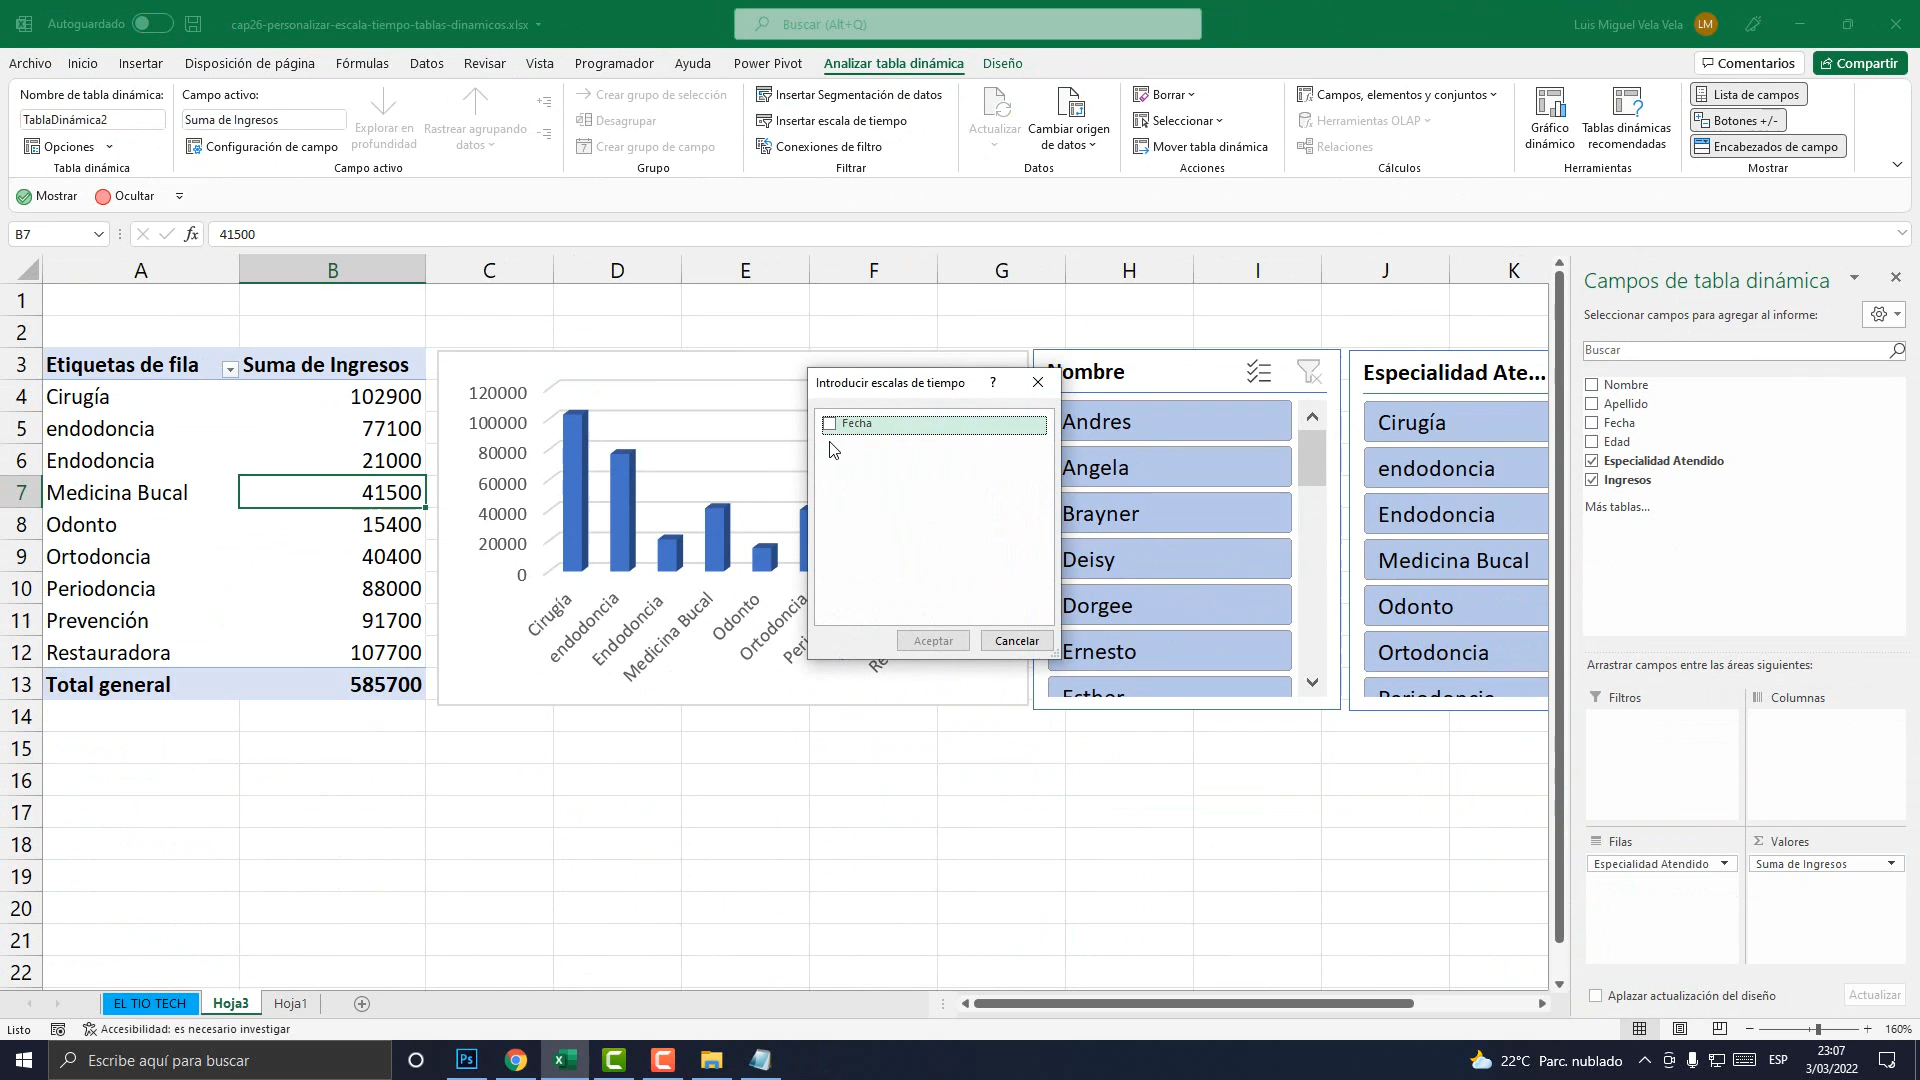 Autoguardado
cap26-personalizar-escala-tiempo-tablas-dinamicos.xlsx
Buscar (Alt+Q)
Luis Miguel Vela Vela
LM
Archivo Inicio Insertar Disposición de página Fórmulas Datos Revisar Vista Programador Ayuda Power Pivot Analizar tabla dinámica Diseño
Comentarios
Compartir
Nombre de tabla dinámica:
TablaDinámica2
Opciones
Tabla dinámica
Campo activo:
Suma de Ingresos
Configuración de campo
Explorar en profundidad
Rastrear agrupando datos
Campo activo
Crear grupo de selección
Desagrupar
Crear grupo de campo
Grupo
Insertar Segmentación de datos
Insertar escala de tiempo
Conexiones de filtro
Filtrar
Actualizar
Cambiar origen de datos
Datos
Borrar
Seleccionar
Mover tabla dinámica
Acciones
Campos, elementos y conjuntos
Herramientas OLAP
Relaciones
Cálculos
Gráfico dinámico
Tablas dinámicas recomendadas
Herramientas
Lista de campos
Botones +/-
Encabezados de campo
Mostrar
Mostrar Ocultar
B7
fx
41500
A B C D E F G H I J K
1
2
3 Etiquetas de fila Suma de Ingresos
4 Cirugía 102900
5 endodoncia 77100
6 Endodoncia 21000
7 Medicina Bucal 41500
8 Odonto 15400
9 Ortodoncia 40400
10 Periodoncia 88000
11 Prevención 91700
12 Restauradora 107700
13 Total general 585700
14
15
16
17
18
19
20
21
22
120000
100000
80000
60000
40000
20000
0
Cirugía
endodoncia
Endodoncia
Medicina Bucal
Odonto
Ortodoncia
Introducir escalas de tiempo
?
Fecha
Aceptar
Cancelar
Nombre
Andres
Angela
Brayner
Deisy
Dorgee
Ernesto
Esther
Especialidad Ate...
Cirugía
endodoncia
Endodoncia
Medicina Bucal
Odonto
Ortodoncia
Periodoncia
Campos de tabla dinámica
Seleccionar campos para agregar al informe:
Buscar
Nombre
Apellido
Fecha
Edad
Especialidad Atendido
Ingresos
Más tablas...
Arrastrar campos entre las áreas siguientes:
Filtros
Columnas
Filas
Σ Valores
Especialidad Atendido
Suma de Ingresos
Aplazar actualización del diseño
Actualizar
EL TIO TECH
Hoja3
Hoja1
Listo
Accesibilidad: es necesario investigar
160%
Escribe aquí para buscar
Ps
22°C Parc. nublado
ESP
23:07
3/03/2022